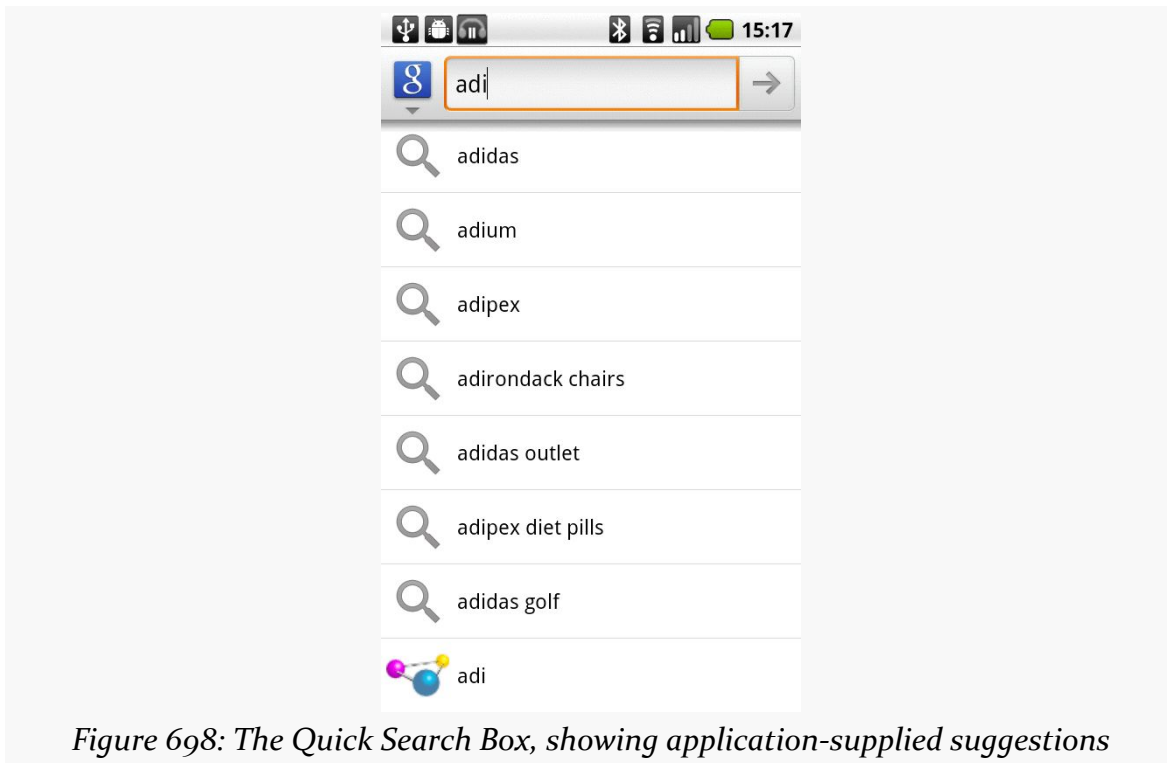 15:17
g adi
adidas
adium
adipex
adirondack chairs
adidas outlet
adipex diet pills
adidas golf
adi
Figure 698: The Quick Search Box, showing application-supplied suggestions